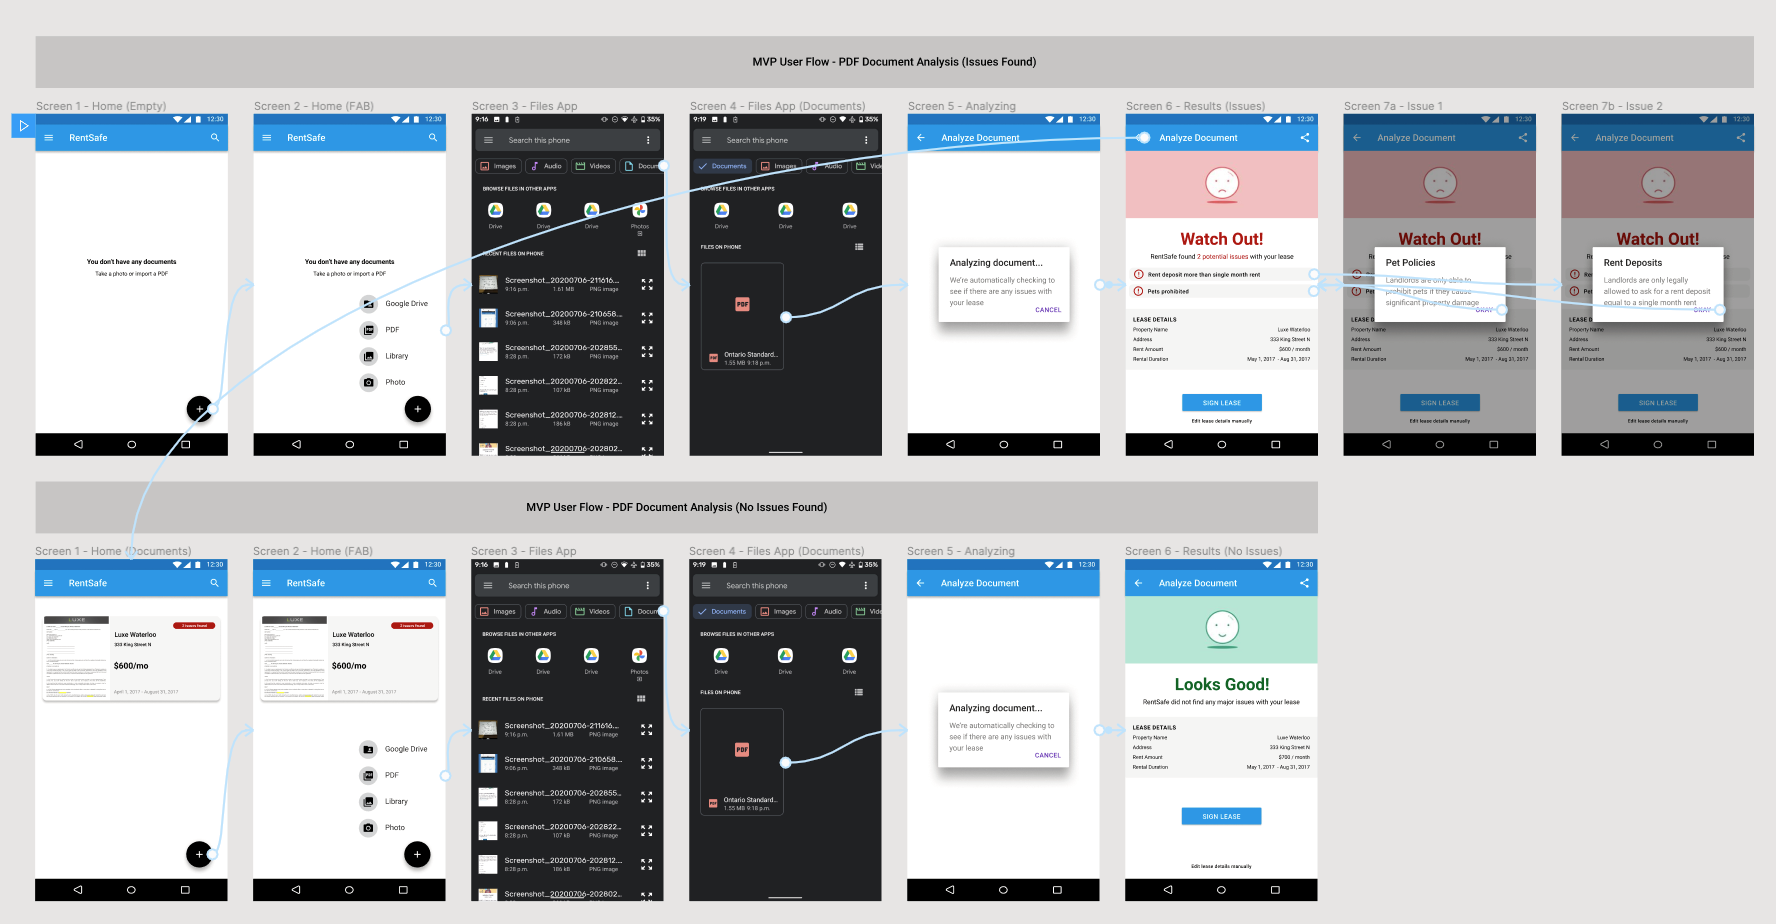 MVP User Flow - PDF Document Analysis (Issues Found)
Screen 1 - Home (Empty)
12:30
RentSafe
You don't have any documents
Take a photo or import a PDF
Screen 2 - Home (FAB)
12:30
RentSafe
You don't have any documents
Take a photo or import a PDF
Google Drive
PDF
Library
Photo
Screen 3 - Files App
9:16
35%
Search this phone
Images
Audio
Videos
Docum
BROWSE FILES IN OTHER APPS
Drive
Drive
Drive
Photos
RECENT FILES ON PHONE
Screenshot_20200706-211616....
9:16 p.m. 1.61 MB PNG image
Screenshot_20200706-210658...
9:06 p.m. 348 kB PNG image
Screenshot_20200706-202855...
8:28 p.m. 172 kB PNG image
Screenshot_20200706-202822...
8:28 p.m. 107 kB PNG image
Screenshot_20200706-202812...
8:28 p.m. 186 kB PNG image
Screenshot_20200706-202802...
Screen 4 - Files App (Documents)
9:19
35%
Search this phone
Documents
Images
Audio
Vide
BROWSE FILES IN OTHER APPS
Drive
Drive
Drive
FILES ON PHONE
PDF
Ontario Standard...
1.55 MB 9:18 p.m.
Screen 5 - Analyzing
12:30
Analyze Document
Analyzing document...
We're automatically checking to
see if there are any issues with
your lease
CANCEL
Screen 6 - Results (Issues)
12:30
Analyze Document
Watch Out!
RentSafe found 2 potential issues with your lease
Rent deposit more than single month rent
Pets prohibited
LEASE DETAILS
Property Name Luxe Waterloo
Address 333 King Street N
Rent Amount $600 / month
Rental Duration May 1, 2017 - Aug 31, 2017
SIGN LEASE
Edit lease details manually
Screen 7a - Issue 1
12:30
Analyze Document
Watch Out!
Pet Policies
Landlords are only able to
prohibit pets if they cause
significant property damage
OKAY
LEASE D
Property Name Luxe Waterloo
Address 333 King Street N
Rent Amount $600 / month
Rental Duration May 1, 2017 - Aug 31, 2017
SIGN LEASE
Edit lease details manually
Screen 7b - Issue 2
12:30
Analyze Document
Watch Out!
Rent Deposits
Landlords are only legally
allowed to ask for a rent deposit
equal to a single month rent
OKAY
LEASE D
Property Name Luxe Waterloo
Address 333 King Street N
Rent Amount $600 / month
Rental Duration May 1, 2017 - Aug 31, 2017
SIGN LEASE
Edit lease details manually
MVP User Flow - PDF Document Analysis (No Issues Found)
Screen 1 - Home (Documents)
12:30
RentSafe
LUXE
2 issues found
Luxe Waterloo
333 King Street N
$600/mo
April 1, 2017 - August 31, 2017
Screen 2 - Home (FAB)
12:30
RentSafe
LUXE
2 issues found
Luxe Waterloo
333 King Street N
$600/mo
April 1, 2017 - August 31, 2017
Google Drive
PDF
Library
Photo
Screen 3 - Files App
9:16
35%
Search this phone
Images
Audio
Videos
Docum
BROWSE FILES IN OTHER APPS
Drive
Drive
Drive
Photos
RECENT FILES ON PHONE
Screenshot_20200706-211616....
9:16 p.m. 1.61 MB PNG image
Screenshot_20200706-210658...
9:06 p.m. 348 kB PNG image
Screenshot_20200706-202855...
8:28 p.m. 172 kB PNG image
Screenshot_20200706-202822...
8:28 p.m. 107 kB PNG image
Screenshot_20200706-202812...
8:28 p.m. 186 kB PNG image
Screenshot_20200706-202802...
Screen 4 - Files App (Documents)
9:19
35%
Search this phone
Documents
Images
Audio
Vide
BROWSE FILES IN OTHER APPS
Drive
Drive
Drive
FILES ON PHONE
PDF
Ontario Standard...
1.55 MB 9:18 p.m.
Screen 5 - Analyzing
12:30
Analyze Document
Analyzing document...
We're automatically checking to
see if there are any issues with
your lease
CANCEL
Screen 6 - Results (No Issues)
12:30
Analyze Document
Looks Good!
RentSafe did not find any major issues with your lease
LEASE DETAILS
Property Name Luxe Waterloo
Address 333 King Street N
Rent Amount $700 / month
Rental Duration May 1, 2017 - Aug 31, 2017
SIGN LEASE
Edit lease details manually